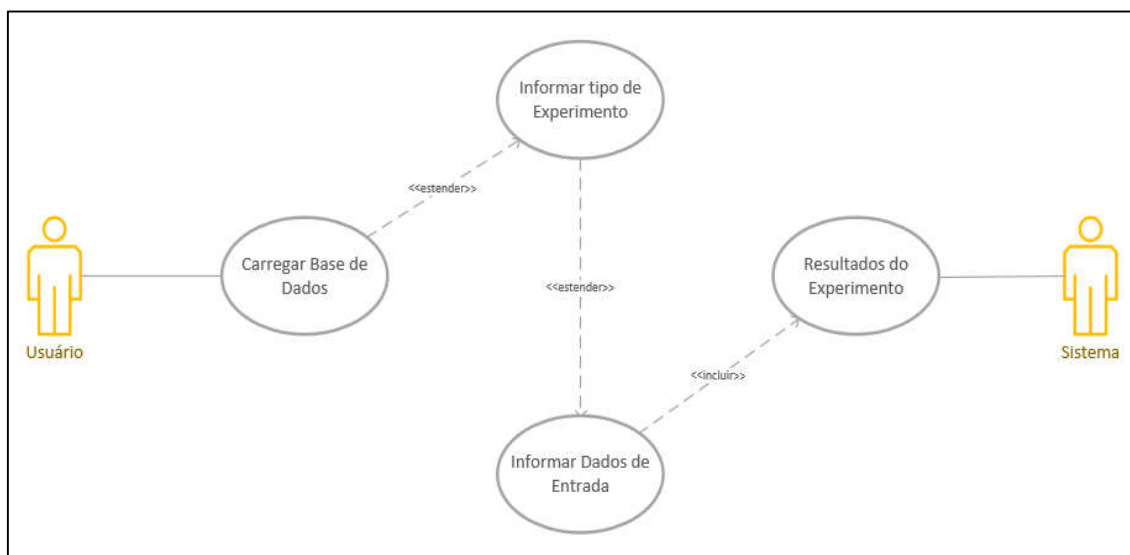 Informar tipo de
Experimento
<<estender>>
Carregar Base de
Dados
Resultados do
Experimento
<<estender>>
Usuário
Sistema
<<incluir>>
Informar Dados de
Entrada